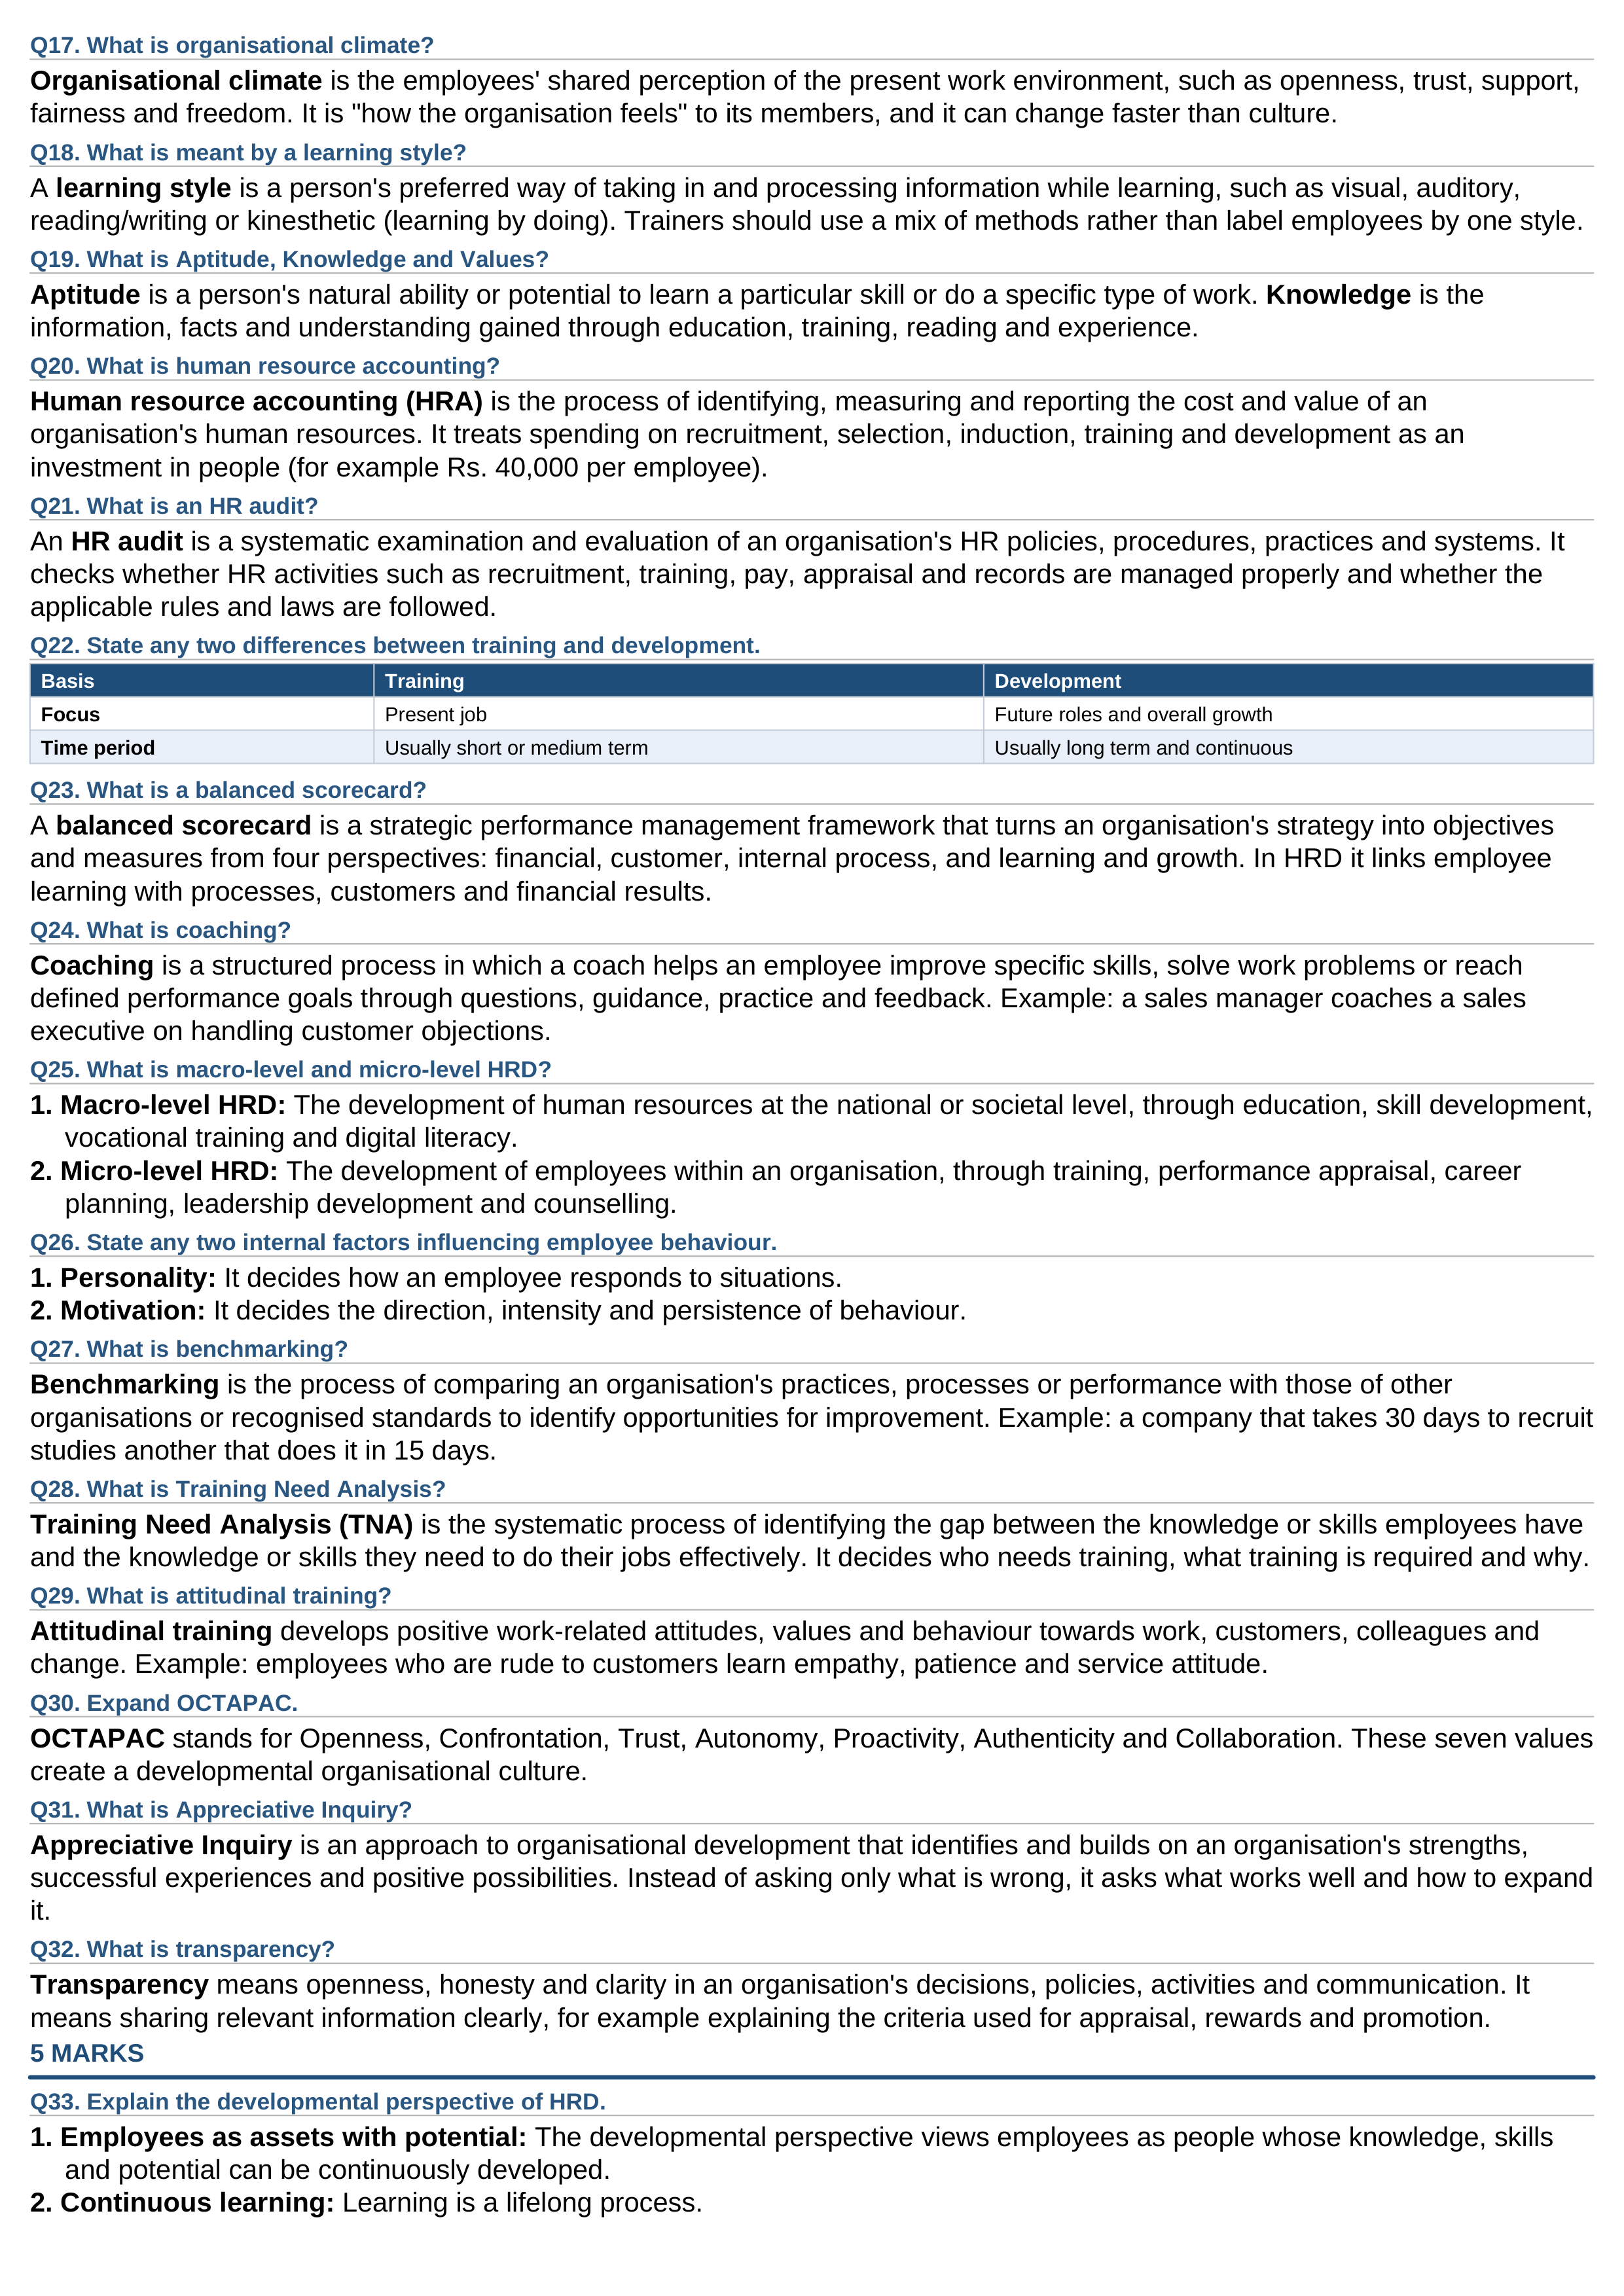 Q17. What is organisational climate?
Organisational climate is the employees' shared perception of the present work environment, such as openness, trust, support,
fairness and freedom. It is "how the organisation feels" to its members, and it can change faster than culture.
Q18. What is meant by a learning style?
A learning style is a person's preferred way of taking in and processing information while learning, such as visual, auditory,
reading/writing or kinesthetic (learning by doing). Trainers should use a mix of methods rather than label employees by one style.
Q19. What is Aptitude, Knowledge and Values?
Aptitude is a person's natural ability or potential to learn a particular skill or do a specific type of work. Knowledge is the
information, facts and understanding gained through education, training, reading and experience.
Q20. What is human resource accounting?
Human resource accounting (HRA) is the process of identifying, measuring and reporting the cost and value of an
organisation's human resources. It treats spending on recruitment, selection, induction, training and development as an
investment in people (for example Rs. 40,000 per employee).
Q21. What is an HR audit?
An HR audit is a systematic examination and evaluation of an organisation's HR policies, procedures, practices and systems. It
checks whether HR activities such as recruitment, training, pay, appraisal and records are managed properly and whether the
applicable rules and laws are followed.
Q22. State any two differences between training and development.
Basis Training Development
Focus Present job Future roles and overall growth
Time period Usually short or medium term Usually long term and continuous
Q23. What is a balanced scorecard?
A balanced scorecard is a strategic performance management framework that turns an organisation's strategy into objectives
and measures from four perspectives: financial, customer, internal process, and learning and growth. In HRD it links employee
learning with processes, customers and financial results.
Q24. What is coaching?
Coaching is a structured process in which a coach helps an employee improve specific skills, solve work problems or reach
defined performance goals through questions, guidance, practice and feedback. Example: a sales manager coaches a sales
executive on handling customer objections.
Q25. What is macro-level and micro-level HRD?
1. Macro-level HRD: The development of human resources at the national or societal level, through education, skill development,
vocational training and digital literacy.
2. Micro-level HRD: The development of employees within an organisation, through training, performance appraisal, career
planning, leadership development and counselling.
Q26. State any two internal factors influencing employee behaviour.
1. Personality: It decides how an employee responds to situations.
2. Motivation: It decides the direction, intensity and persistence of behaviour.
Q27. What is benchmarking?
Benchmarking is the process of comparing an organisation's practices, processes or performance with those of other
organisations or recognised standards to identify opportunities for improvement. Example: a company that takes 30 days to recruit
studies another that does it in 15 days.
Q28. What is Training Need Analysis?
Training Need Analysis (TNA) is the systematic process of identifying the gap between the knowledge or skills employees have
and the knowledge or skills they need to do their jobs effectively. It decides who needs training, what training is required and why.
Q29. What is attitudinal training?
Attitudinal training develops positive work-related attitudes, values and behaviour towards work, customers, colleagues and
change. Example: employees who are rude to customers learn empathy, patience and service attitude.
Q30. Expand OCTAPAC.
OCTAPAC stands for Openness, Confrontation, Trust, Autonomy, Proactivity, Authenticity and Collaboration. These seven values
create a developmental organisational culture.
Q31. What is Appreciative Inquiry?
Appreciative Inquiry is an approach to organisational development that identifies and builds on an organisation's strengths,
successful experiences and positive possibilities. Instead of asking only what is wrong, it asks what works well and how to expand
it.
Q32. What is transparency?
Transparency means openness, honesty and clarity in an organisation's decisions, policies, activities and communication. It
means sharing relevant information clearly, for example explaining the criteria used for appraisal, rewards and promotion.
5 MARKS
Q33. Explain the developmental perspective of HRD.
1. Employees as assets with potential: The developmental perspective views employees as people whose knowledge, skills
and potential can be continuously developed.
2. Continuous learning: Learning is a lifelong process.